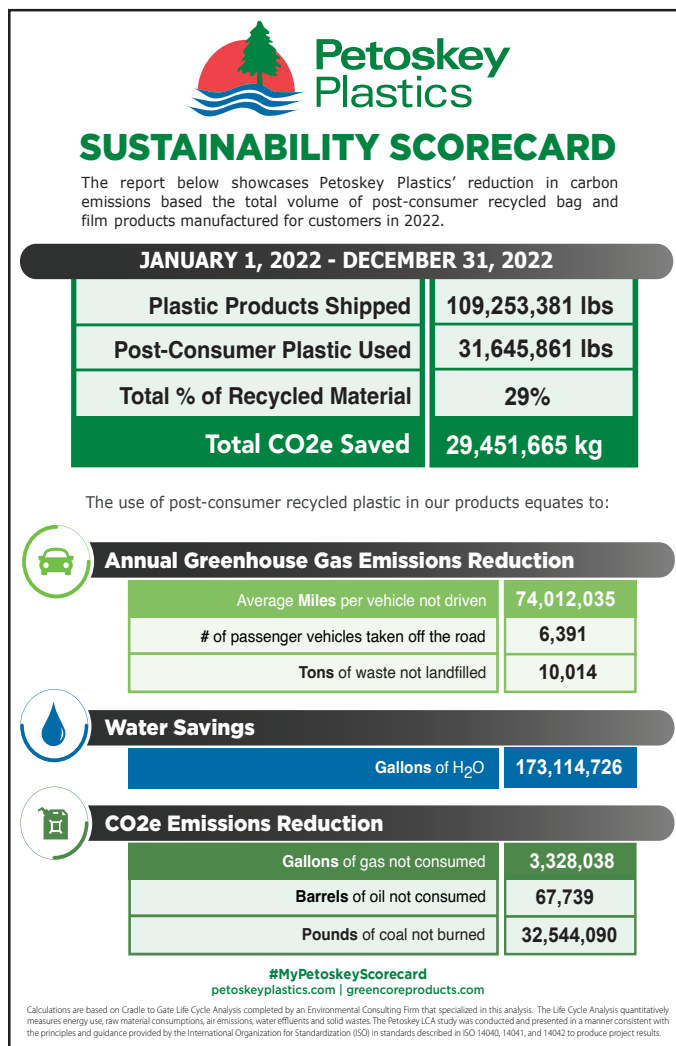 Petoskey
Plastics
SUSTAINABILITY SCORECARD
The report below showcases Petoskey Plastics’ reduction in carbon
emissions based the total volume of post-consumer recycled bag and
film products manufactured for customers in 2022.
JANUARY 1, 2022 - DECEMBER 31, 2022
Plastic Products Shipped 109,253,381 lbs
Post-Consumer Plastic Used 31,645,861 lbs
Total % of Recycled Material 29%
Total CO2e Saved 29,451,665 kg
The use of post-consumer recycled plastic in our products equates to:
Annual Greenhouse Gas Emissions Reduction
Average Miles per vehicle not driven 74,012,035
# of passenger vehicles taken off the road 6,391
Tons of waste not landfilled 10,014
Water Savings
Gallons of H2O 173,114,726
CO2e Emissions Reduction
Gallons of gas not consumed 3,328,038
Barrels of oil not consumed 67,739
Pounds of coal not burned 32,544,090
#MyPetoskeyScorecard
petoskeyplastics.com | greencoreproducts.com
Calculations are based on Cradle to Gate Life Cycle Analysis completed by an Environmental Consulting Firm that specialized in this analysis. The Life Cycle Analysis quantitatively
measures energy use, raw material consumptions, air emissions, water effluents and solid wastes. The Petoskey LCA study was conducted and presented in a manner consistent with
the principles and guidance provided by the International Organization for Standardization (ISO) in standards described in ISO 14040, 14041, and 14042 to produce project results.